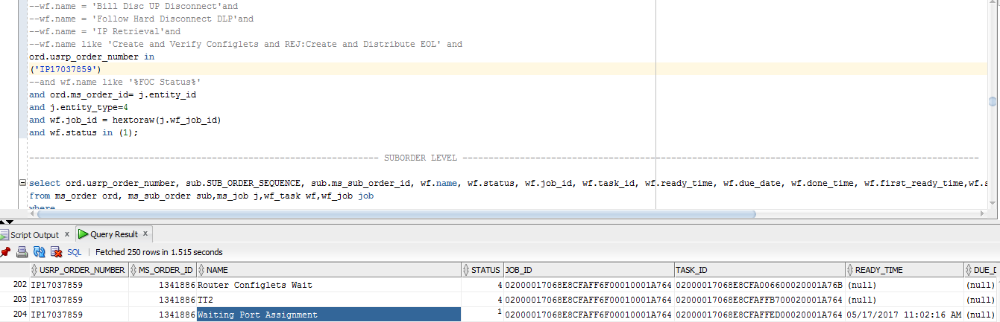 --wf.name = 'Bill Disc UP Disconnect'and
--wf.name = 'Follow Hard Disconnect DLP'and
--wf.name = 'IP Retrieval'and
--wf.name like 'Create and Verify Configlets and REJ:Create and Distribute EOL' and
ord.usrp_order_number in
('IP17037859')
--and wf.name like '%FOC Status%'
and ord.ms_order_id= j.entity_id
and j.entity_type=4
and wf.job_id = hextoraw(j.wf_job_id)
and wf.status in (1);
------------------------------------------------------------------- SUBORDER LEVEL ---------------------------------------------------------------------------------------------------
select ord.usrp_order_number, sub.SUB_ORDER_SEQUENCE, sub.ms_sub_order_id, wf.name, wf.status, wf.job_id, wf.task_id, wf.ready_time, wf.due_date, wf.done_time, wf.first_ready_time,wf.s
from ms_order ord, ms_sub_order sub,ms_job j,wf_task wf,wf_job job
where
Script Output x Query Result x
SQL | Fetched 250 rows in 1.515 seconds
USRP_ORDER_NUMBER MS_ORDER_ID NAME STATUS JOB_ID TASK_ID READY_TIME DUE_D
202 IP17037859 1341886 Router Configlets Wait 4 02000017068E8CFAFF6F00010001A764 02000017068E8CFA006600020001A76B (null) (null)
203 IP17037859 1341886 TT2 4 02000017068E8CFAFF6F00010001A764 02000017068E8CFAFFB700020001A764 (null) (null)
204 IP17037859 1341886 Waiting Port Assignment 1 02000017068E8CFAFF6F00010001A764 02000017068E8CFAFFED00020001A764 05/17/2017 11:02:16 AM (null)